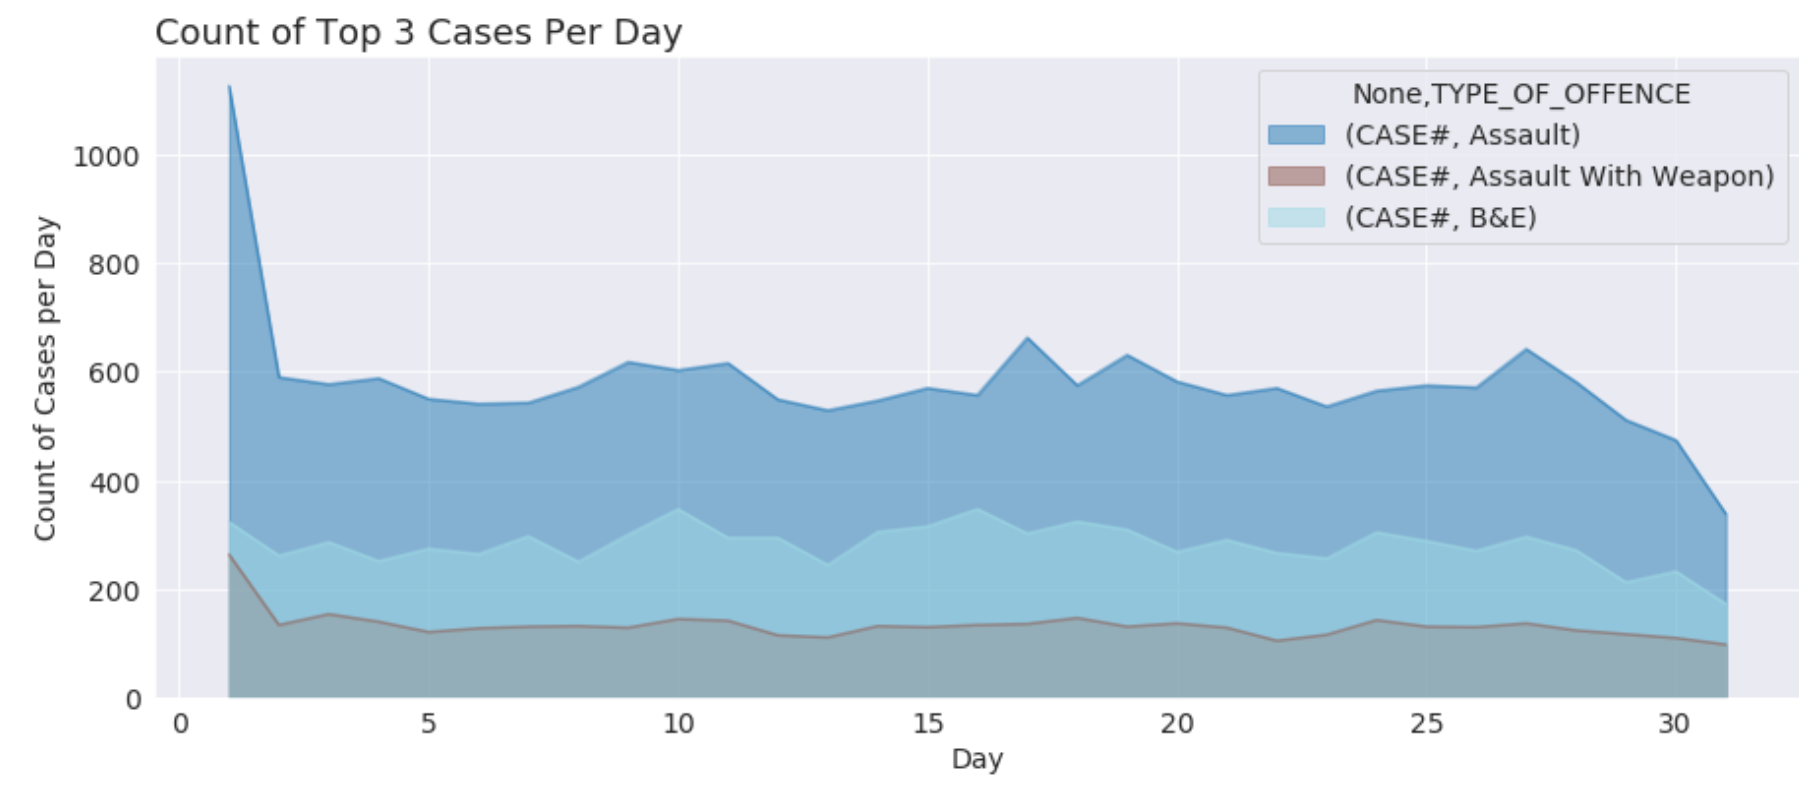 Count of Top 3 Cases Per Day
None,TYPE_OF_OFFENCE
(CASE#, Assault)
(CASE#, Assault With Weapon)
(CASE#, B&E)
Count of Cases per Day
1000
800
600
400
200
0
0 5 10 15 20 25 30
Day